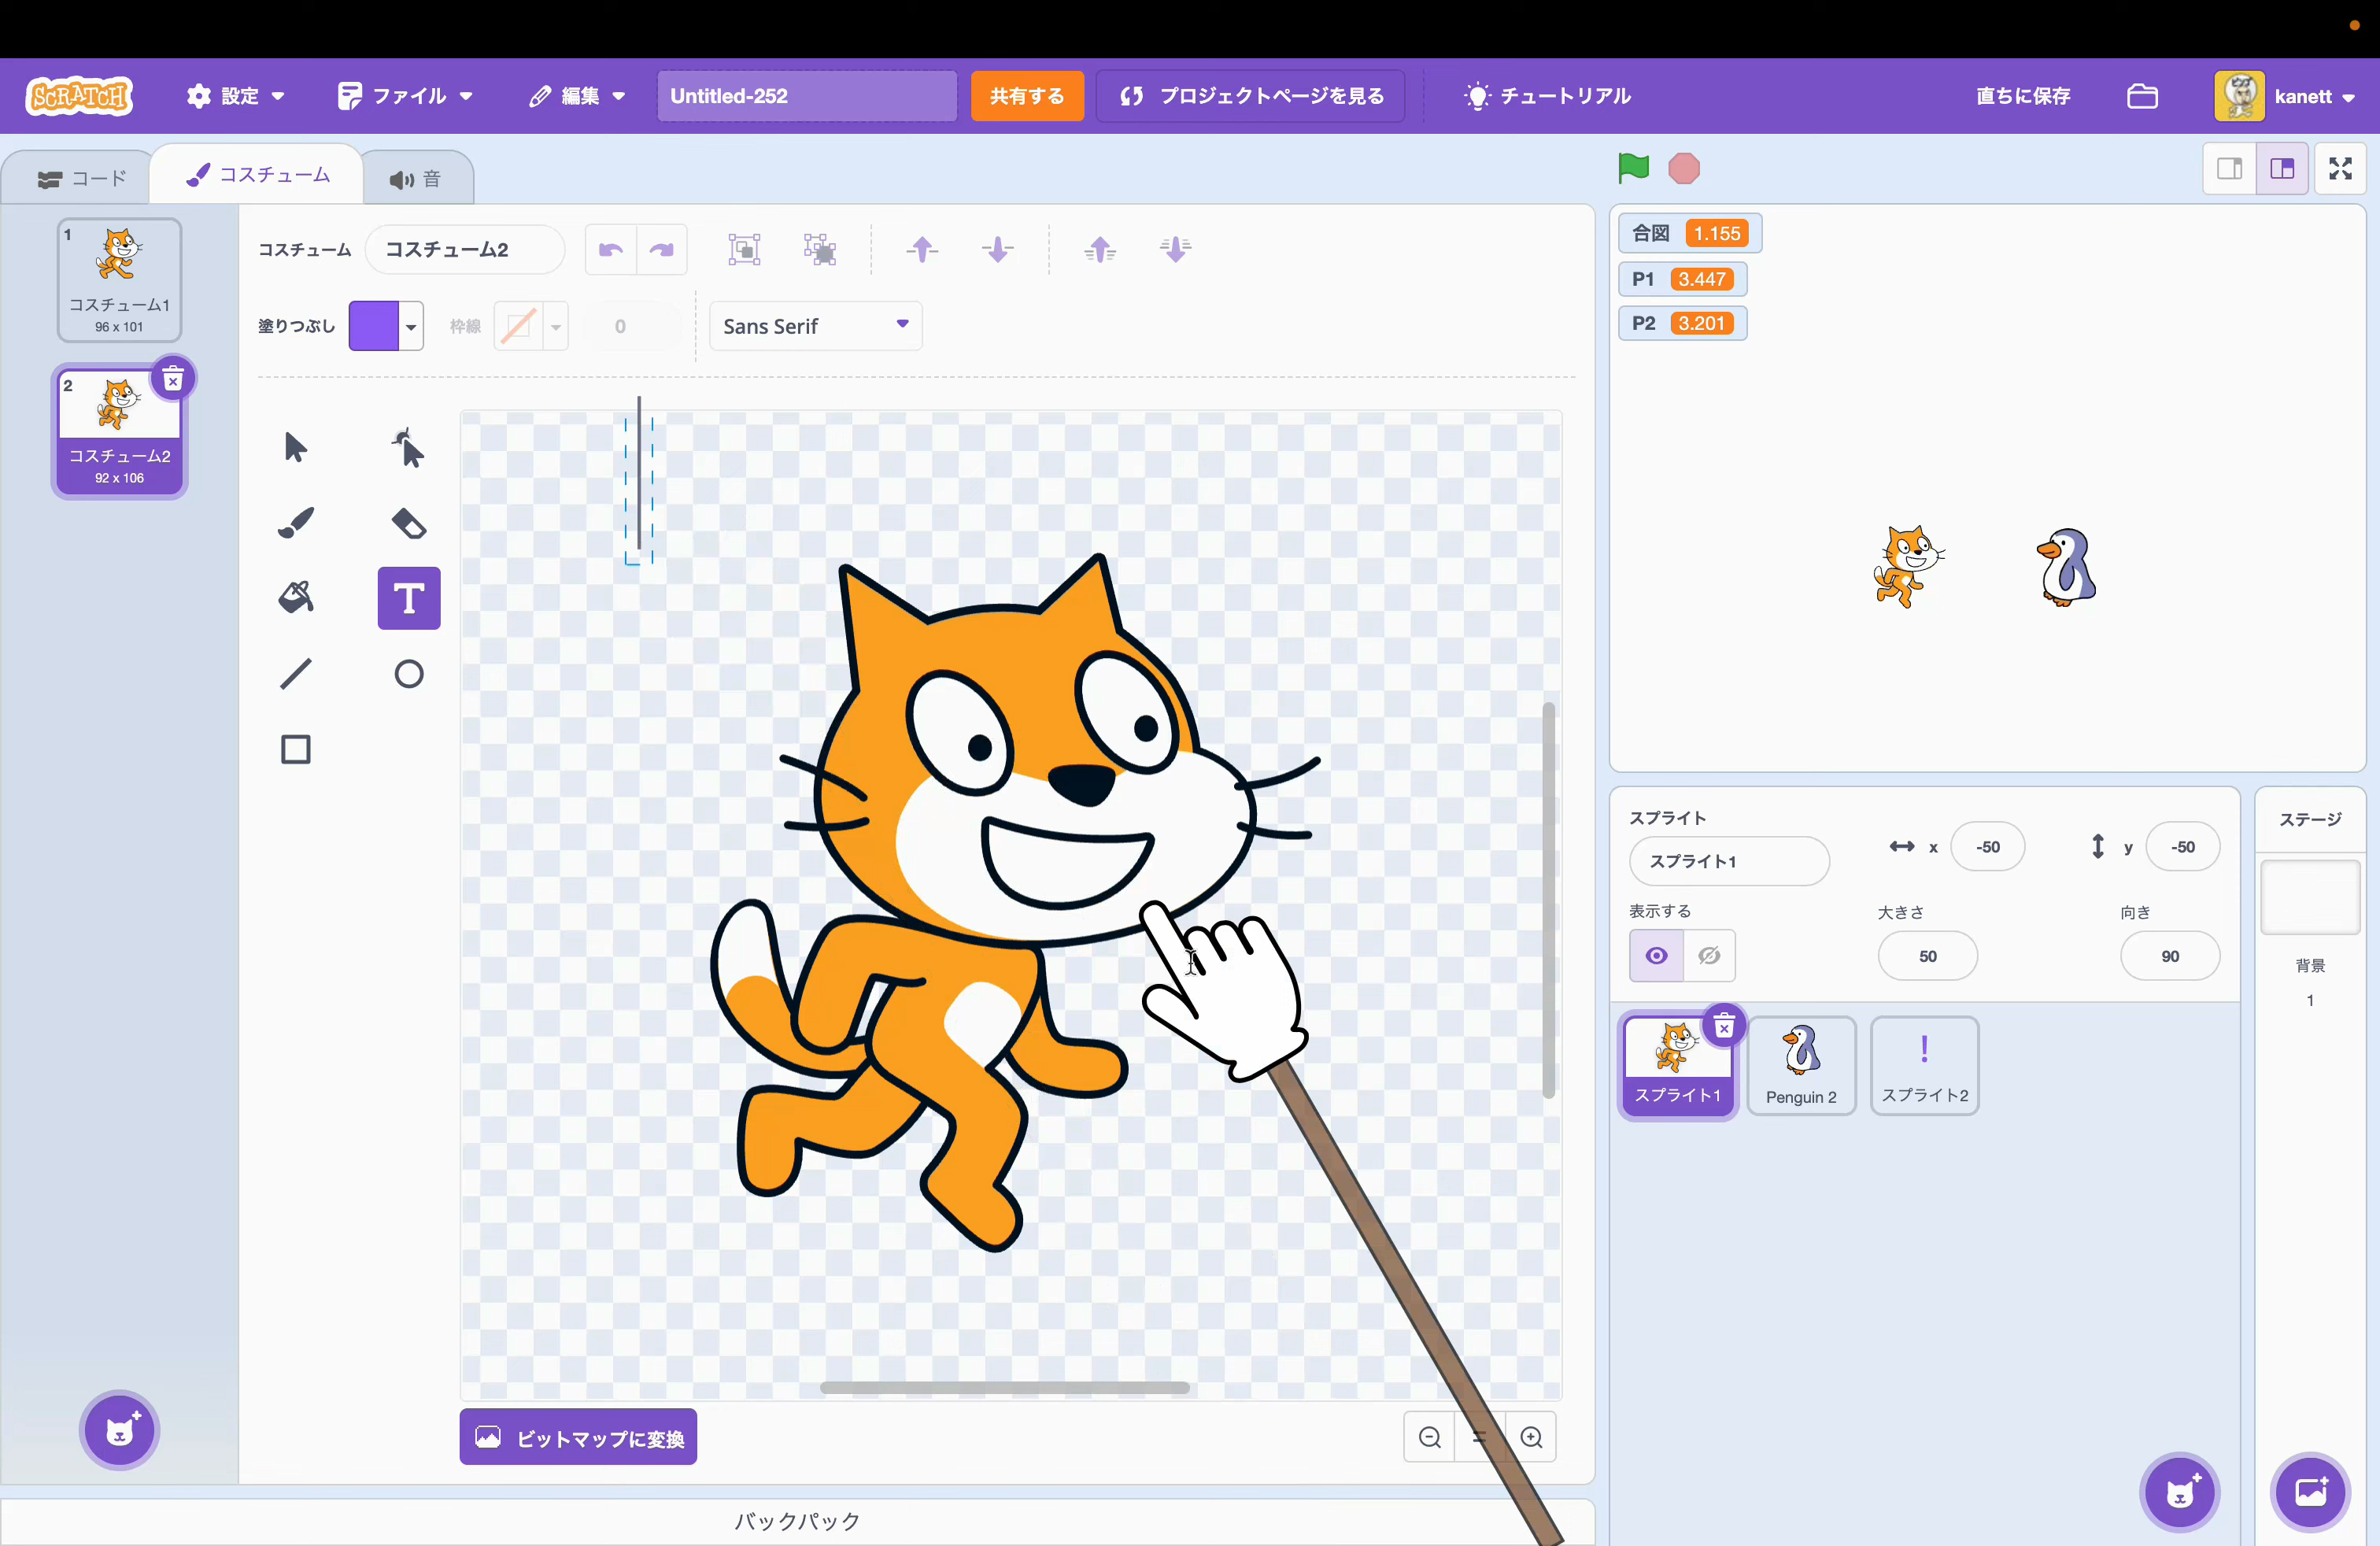 SCRATCH
設定
ファイル
編集
Untitled-252
共有する
プロジェクトページを見る
チュートリアル
直ちに保存
kanett
コード
コスチューム
音
1
コスチューム1
96 x 101
2
コスチューム2
92 x 106
コスチューム
コスチューム2
塗りつぶし
枠線
0
Sans Serif
T
ビットマップに変換
バックパック
合図 1.155
P1 3.447
P2 3.201
スプライト
スプライト1
x -50
y -50
表示する
大きさ 50
向き 90
スプライト1
Penguin 2
!
スプライト2
ステージ
背景
1